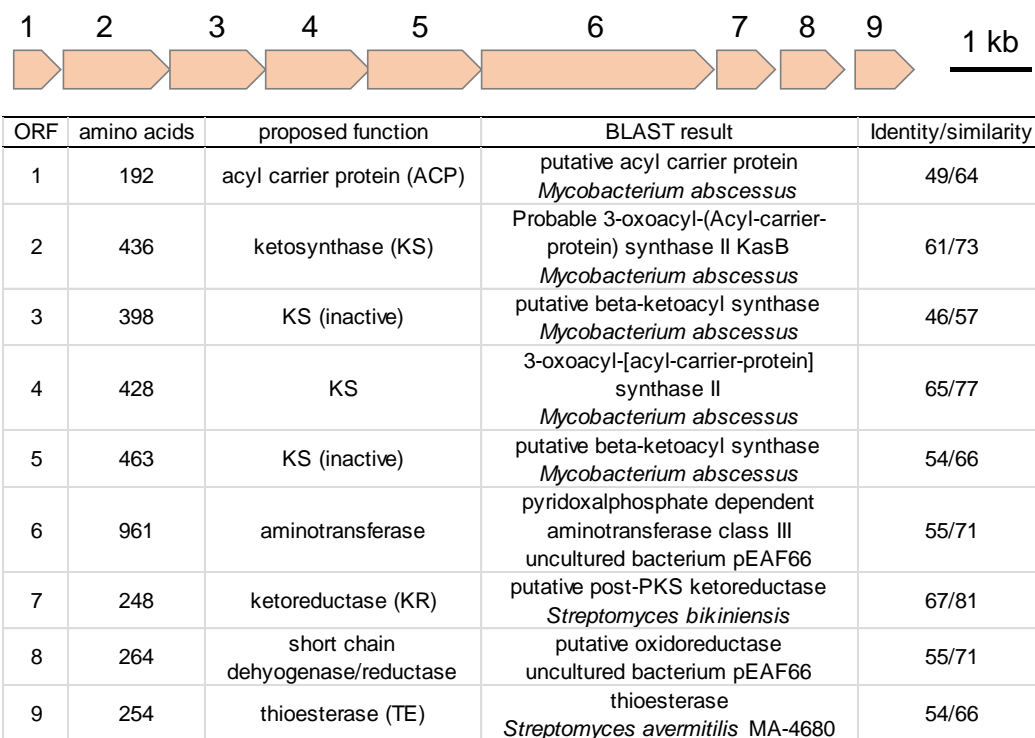 1 2 3 4 5 6 7 8 9
1 kb
ORF amino acids proposed function BLAST result Identity/similarity
1 192 acyl carrier protein (ACP) putative acyl carrier protein 49/64
Mycobacterium abscessus
2 436 ketosynthase (KS) Probable 3-oxoacyl-(Acyl-carrier- 61/73
protein) synthase II KasB
Mycobacterium abscessus
3 398 KS (inactive) putative beta-ketoacyl synthase 46/57
Mycobacterium abscessus
4 428 KS 3-oxoacyl-[acyl-carrier-protein] 65/77
synthase II
Mycobacterium abscessus
5 463 KS (inactive) putative beta-ketoacyl synthase 54/66
Mycobacterium abscessus
6 961 aminotransferase pyridoxalphosphate dependent 55/71
aminotransferase class III
uncultured bacterium pEAF66
7 248 ketoreductase (KR) putative post-PKS ketoreductase 67/81
Streptomyces bikiniensis
8 264 short chain putative oxidoreductase 55/71
dehyogenase/reductase uncultured bacterium pEAF66
9 254 thioesterase (TE) thioesterase 54/66
Streptomyces avermitilis MA-4680